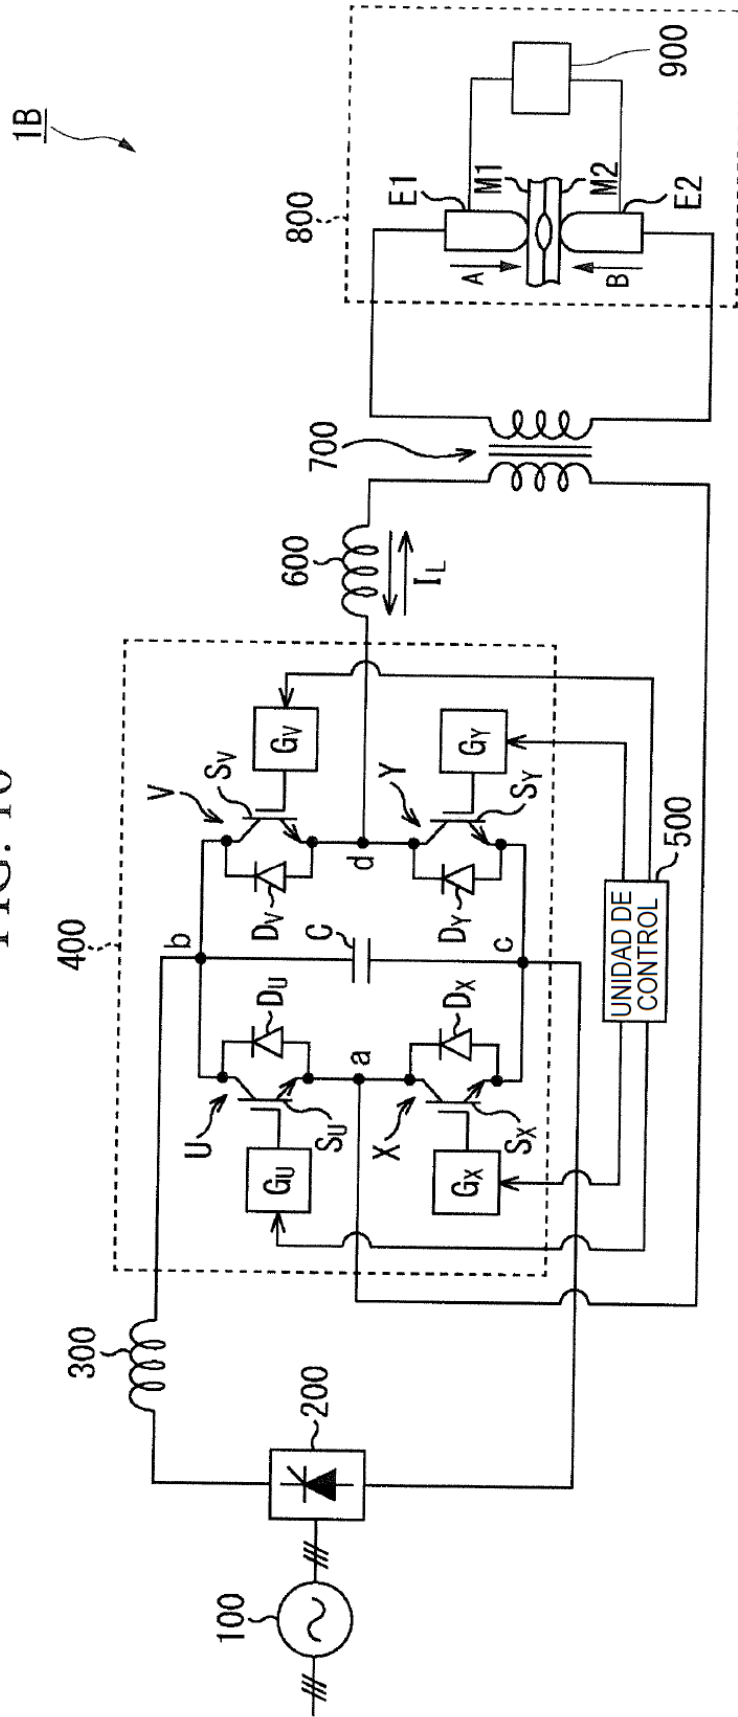 FIG. 10
1B
100
200
300
400
U
GU
SU
DU
b
V
SV
GV
DV
C
a
d
X
GX
SX
DX
c
Y
SY
GY
DY
UNIDAD DE
CONTROL
500
600
IL
700
800
E1
M1
M2
E2
A
B
900